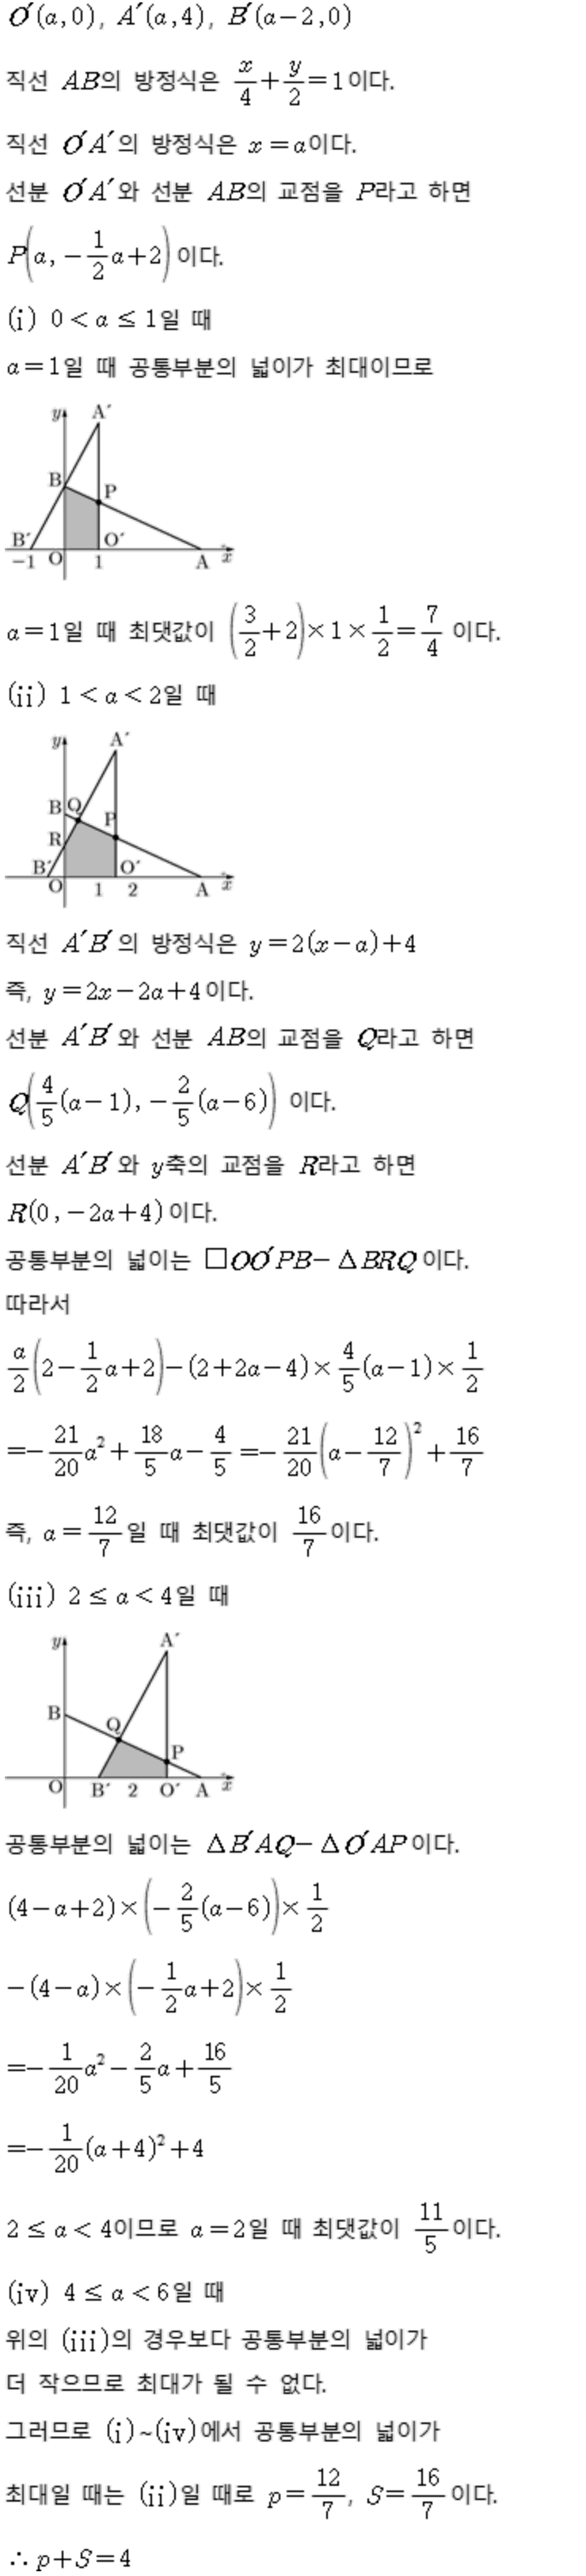 O′(a,0), A′(a,4), B′(a−2,0)
직선 AB의 방정식은 x/4+y/2=1이다.
직선 O′A′의 방정식은 x=a이다.
선분 O′A′와 선분 AB의 교점을 P라고 하면
P(a, −1/2a+2)이다.
(i) 0<a≤1일 때
a=1일 때 공통부분의 넓이가 최대이므로
y A′
B P
B′ O′
−1 O 1 A x
a=1일 때 최댓값이 (3/2+2)×1×1/2=7/4 이다.
(ii) 1<a<2일 때
y A′
B Q P
R
B′ O′
O 1 2 A x
직선 A′B′의 방정식은 y=2(x−a)+4
즉, y=2x−2a+4이다.
선분 A′B′와 선분 AB의 교점을 Q라고 하면
Q(4/5(a−1), −2/5(a−6)) 이다.
선분 A′B′와 y축의 교점을 R라고 하면
R(0, −2a+4)이다.
공통부분의 넓이는 □OO′PB−ΔBRQ이다.
따라서
a/2(2−1/2a+2)−(2+2a−4)×4/5(a−1)×1/2
=−21/20a²+18/5a−4/5 =−21/20(a−12/7)²+16/7
즉, a=12/7일 때 최댓값이 16/7이다.
(iii) 2≤a<4일 때
y A′
B Q
P
O B′ 2 O′ A x
공통부분의 넓이는 ΔB′AQ−ΔO′AP이다.
(4−a+2)×(−2/5(a−6))×1/2
−(4−a)×(−1/2a+2)×1/2
=−1/20a²−2/5a+16/5
=−1/20(a+4)²+4
2≤a<4이므로 a=2일 때 최댓값이 11/5이다.
(iv) 4≤a<6일 때
위의 (iii)의 경우보다 공통부분의 넓이가
더 작으므로 최대가 될 수 없다.
그러므로 (i)~(iv)에서 공통부분의 넓이가
최대일 때는 (ii)일 때로 p=12/7, S=16/7이다.
∴ p+S=4